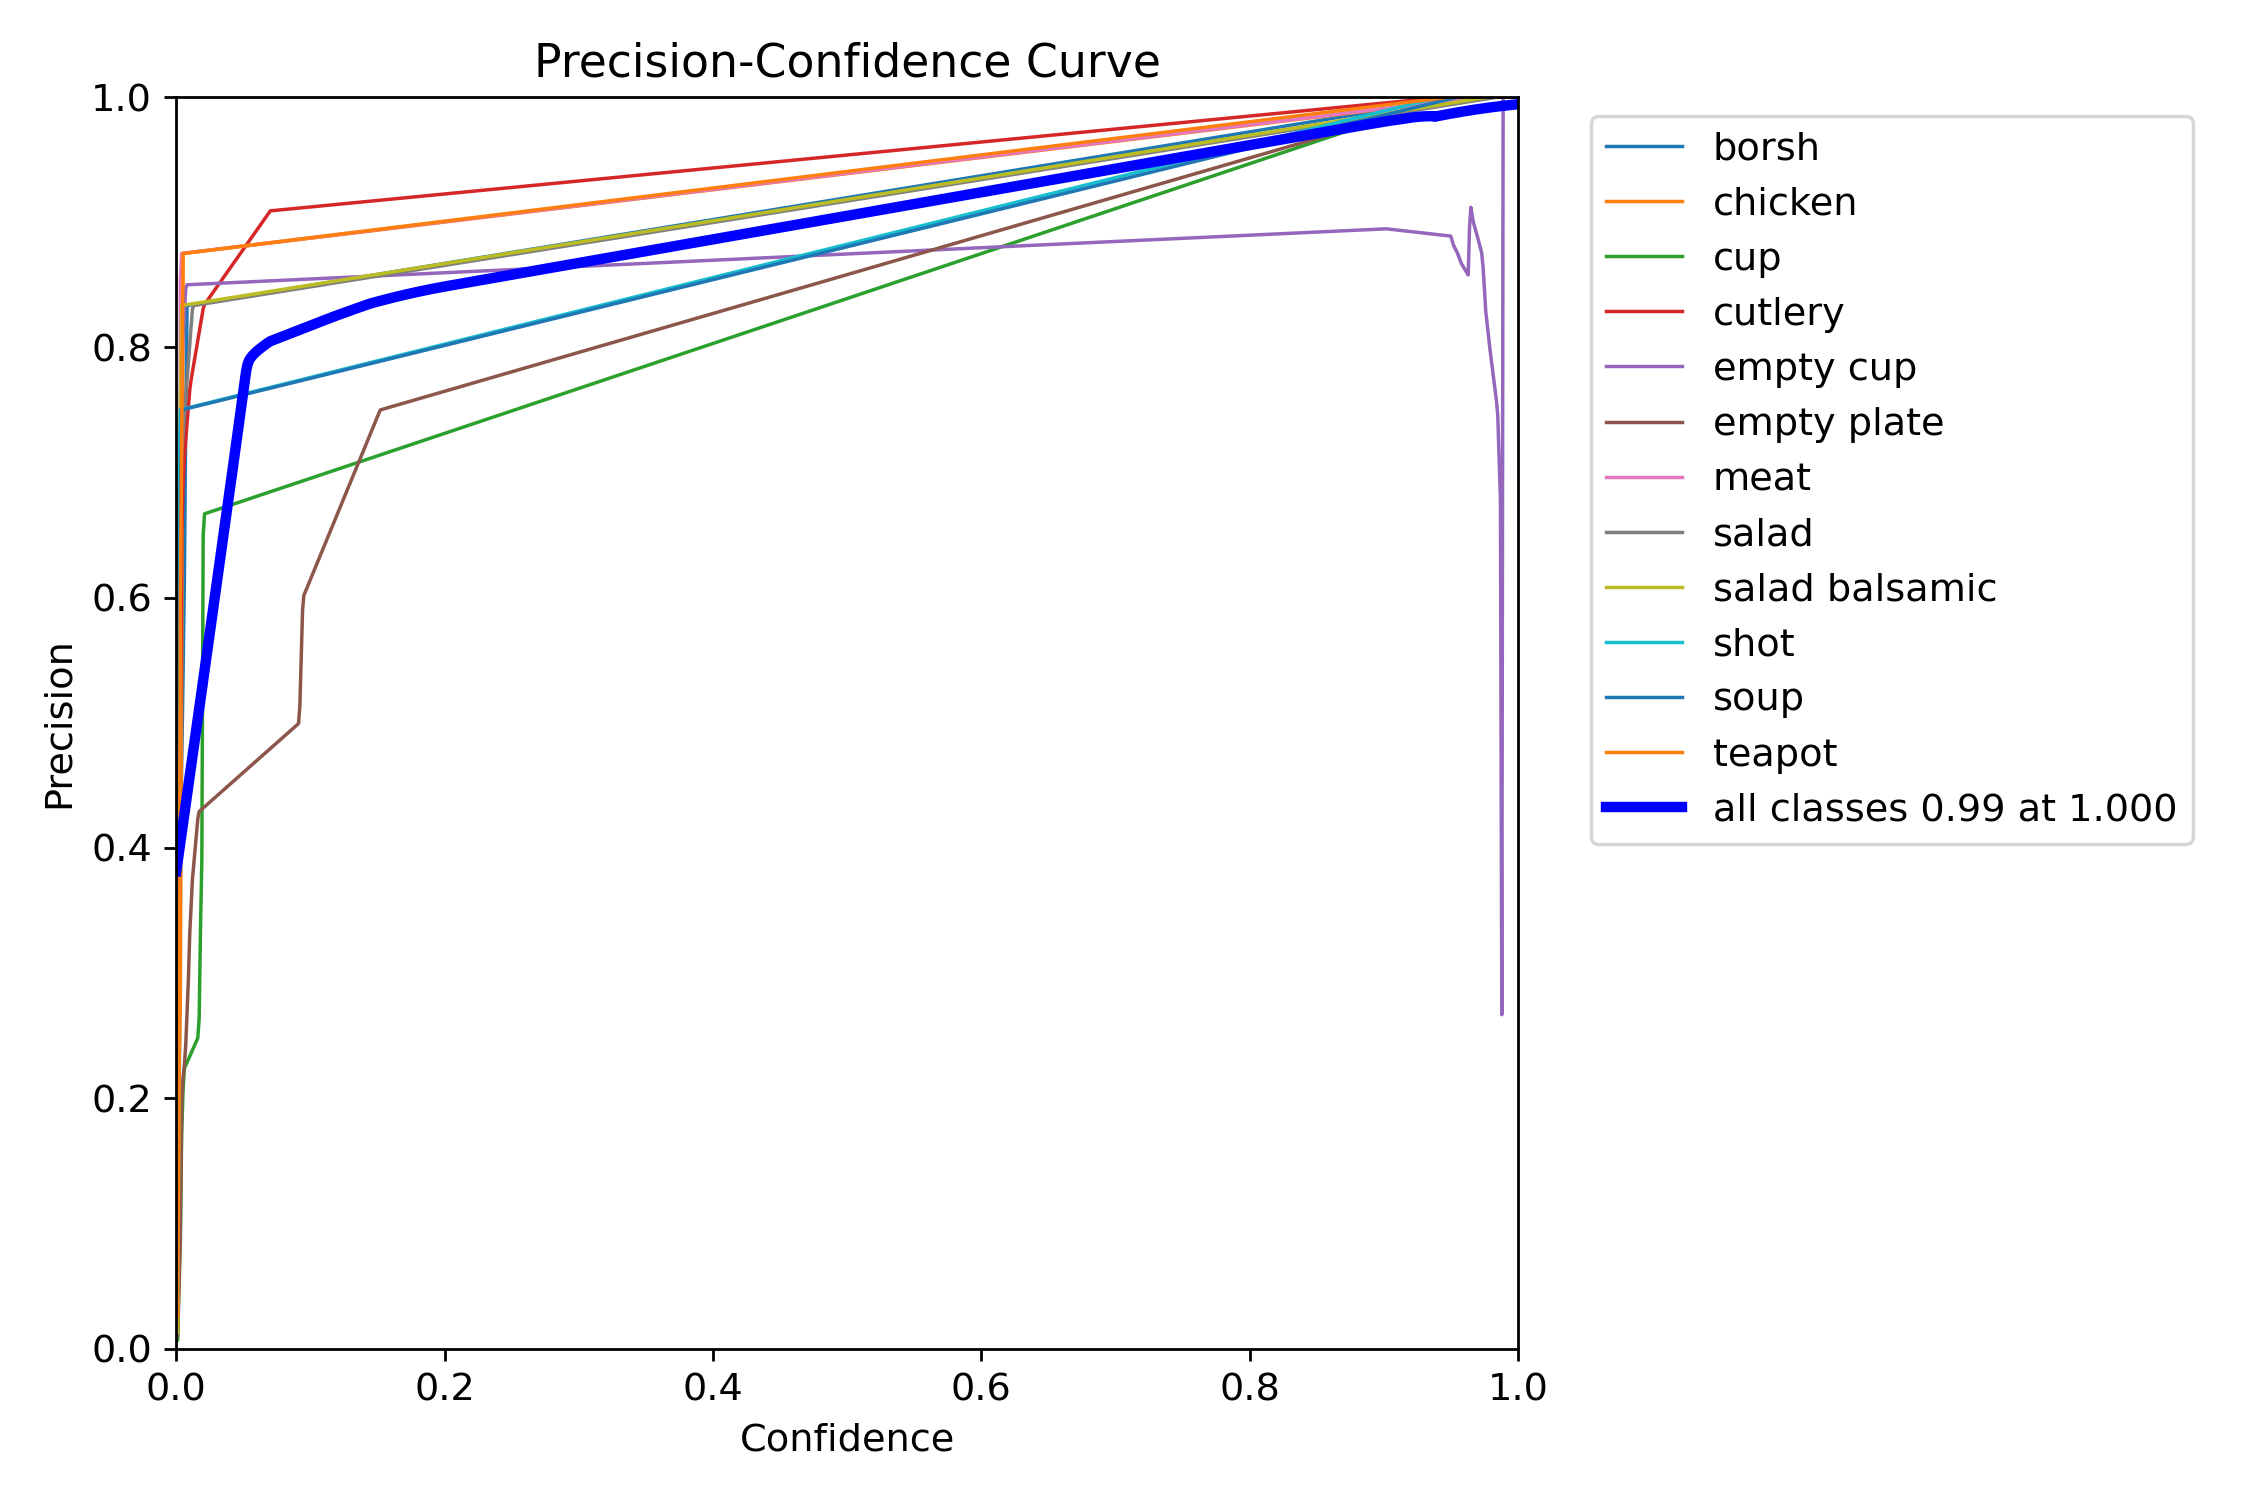 Precision-Confidence Curve
1.0
0.8
0.6
0.4
0.2
0.0
Precision
0.0 0.2 0.4 0.6 0.8 1.0
Confidence
borsh
chicken
cup
cutlery
empty cup
empty plate
meat
salad
salad balsamic
shot
soup
teapot
all classes 0.99 at 1.000